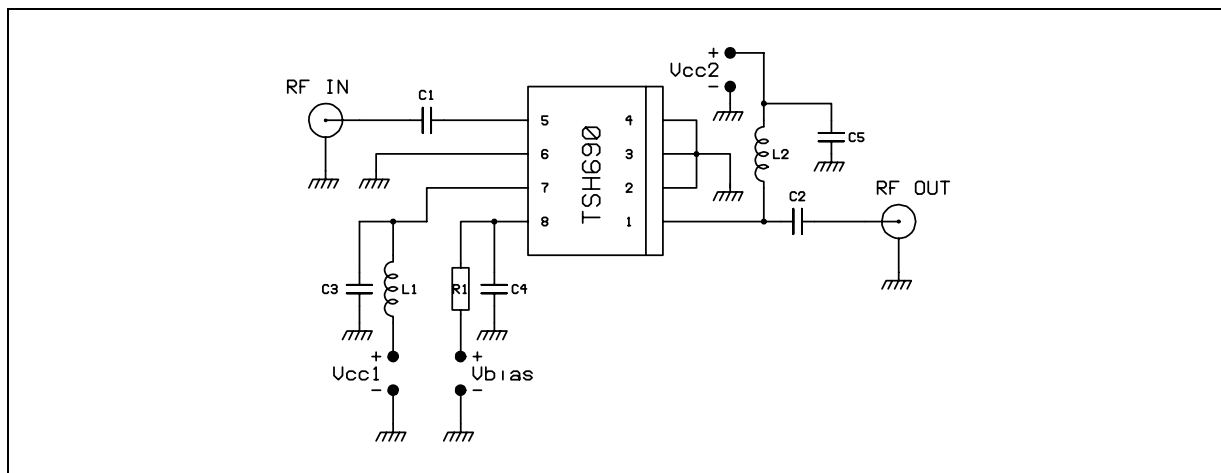 +
Vcc2
-
RF IN
C1
5
4
6
3
7
2
8
1
TSH690
L2
C5
C2
RF OUT
C3
L1
R1
C4
+
Vcc1
-
+
Vbias
-